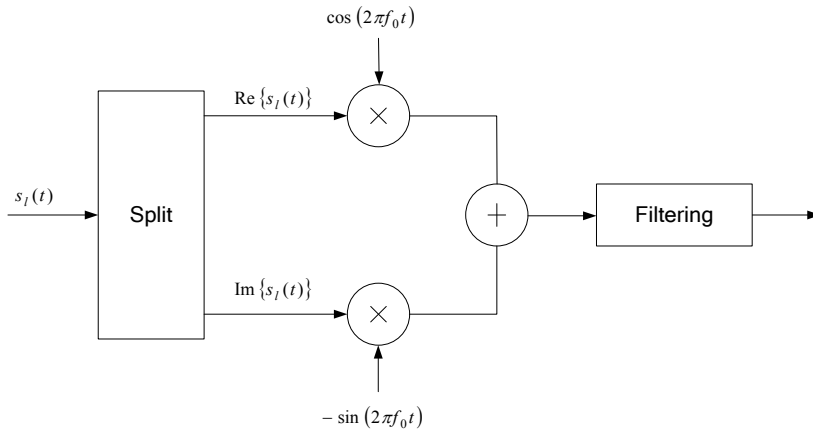 cos (2πf₀t)
Re {s_l(t)}
×
s_l(t)
Split
+
Filtering
Im {s_l(t)}
×
− sin (2πf₀t)